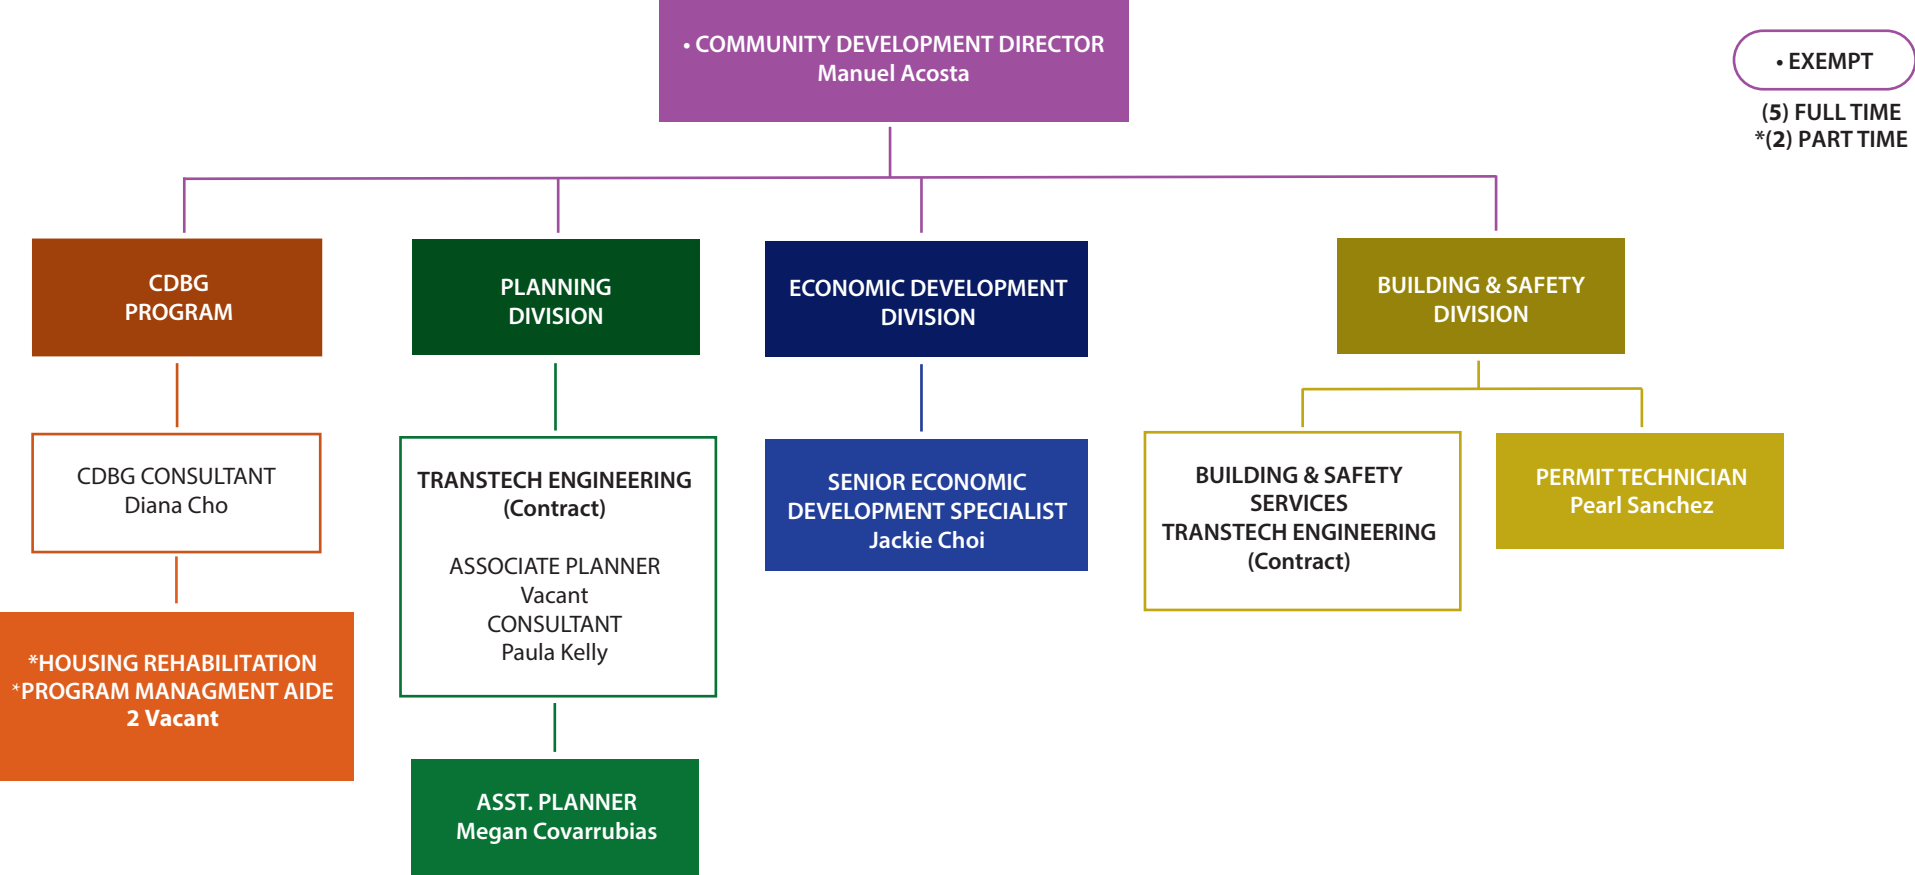 • COMMUNITY DEVELOPMENT DIRECTOR
Manuel Acosta
• EXEMPT
(5) FULL TIME
*(2) PART TIME
CDBG
PROGRAM
PLANNING
DIVISION
ECONOMIC DEVELOPMENT
DIVISION
BUILDING & SAFETY
DIVISION
CDBG CONSULTANT
Diana Cho
TRANSTECH ENGINEERING
(Contract)
ASSOCIATE PLANNER
Vacant
CONSULTANT
Paula Kelly
SENIOR ECONOMIC
DEVELOPMENT SPECIALIST
Jackie Choi
BUILDING & SAFETY
SERVICES
TRANSTECH ENGINEERING
(Contract)
PERMIT TECHNICIAN
Pearl Sanchez
*HOUSING REHABILITATION
*PROGRAM MANAGMENT AIDE
2 Vacant
ASST. PLANNER
Megan Covarrubias